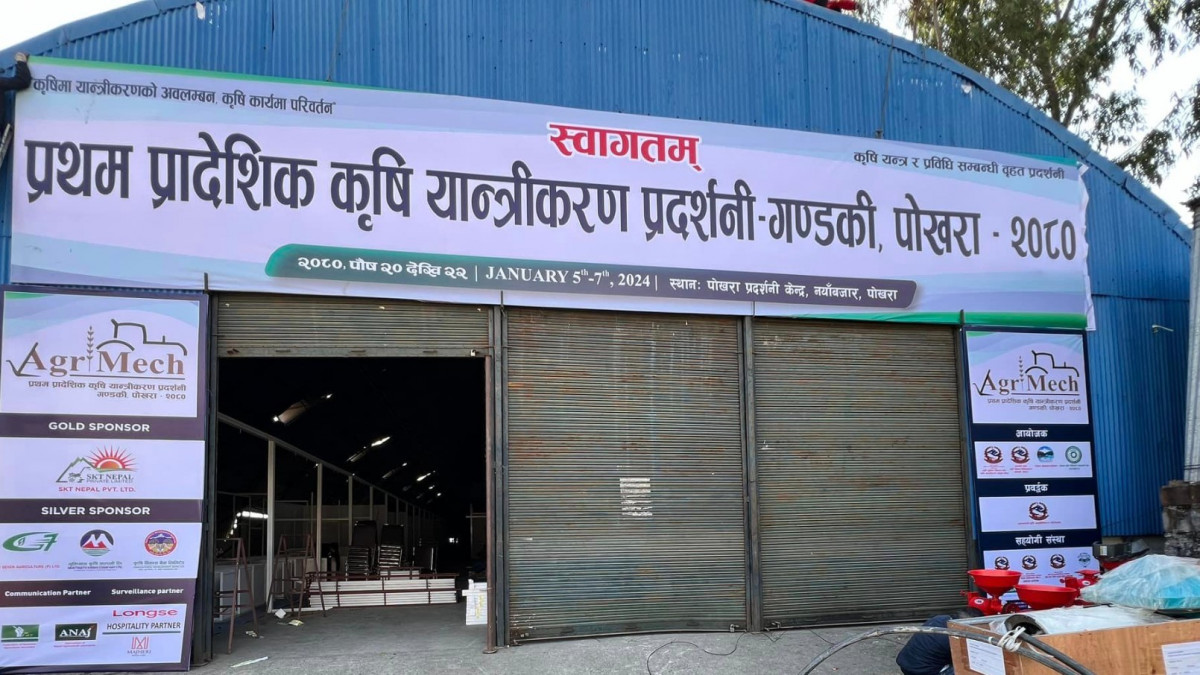 "कृषिमा यान्त्रीकरणको अवलम्बन, कृषि कार्यमा परिवर्तन"
स्वागतम्
कृषि यन्त्र र प्रविधि सम्बन्धी वृहत प्रदर्शनी
प्रथम प्रादेशिक कृषि यान्त्रीकरण प्रदर्शनी-गण्डकी, पोखरा - २०८०
२०८०, पौष २० देखि २२ | JANUARY 5th-7th, 2024 | स्थानः पोखरा प्रदर्शनी केन्द्र, नयाँबजार, पोखरा
AgriMech
प्रथम प्रादेशिक कृषि यान्त्रीकरण प्रदर्शनी
गण्डकी, पोखरा - २०८०
GOLD SPONSOR
SKT NEPAL
SKT NEPAL PVT. LTD.
SILVER SPONSOR
Communication Partner
Surveillance partner
Longse
HOSPITALITY PARTNER
ANAJ
AgriMech
प्रथम प्रादेशिक कृषि यान्त्रीकरण प्रदर्शनी
गण्डकी, पोखरा - २०८०
आयोजक
प्रवर्द्धक
सहयोगी संस्था